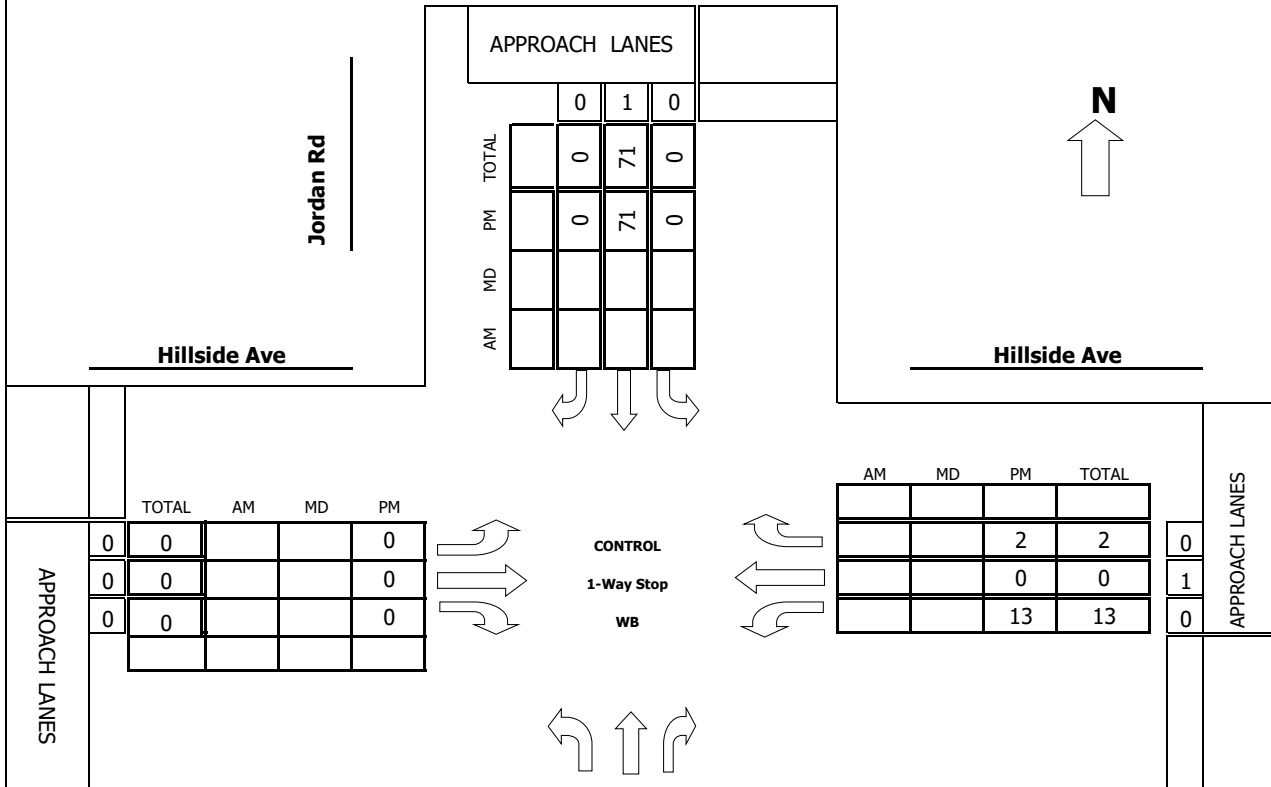 APPROACH LANES
0 1 0
N
Jordan Rd
TOTAL 0 71 0
PM 0 71 0
MD
AM
Hillside Ave
Hillside Ave
AM MD PM TOTAL
TOTAL AM MD PM
0 0 0
CONTROL
2 2 0
0 0 0
1-Way Stop
0 0 1
0 0 0
WB
13 13 0
APPROACH LANES
APPROACH LANES